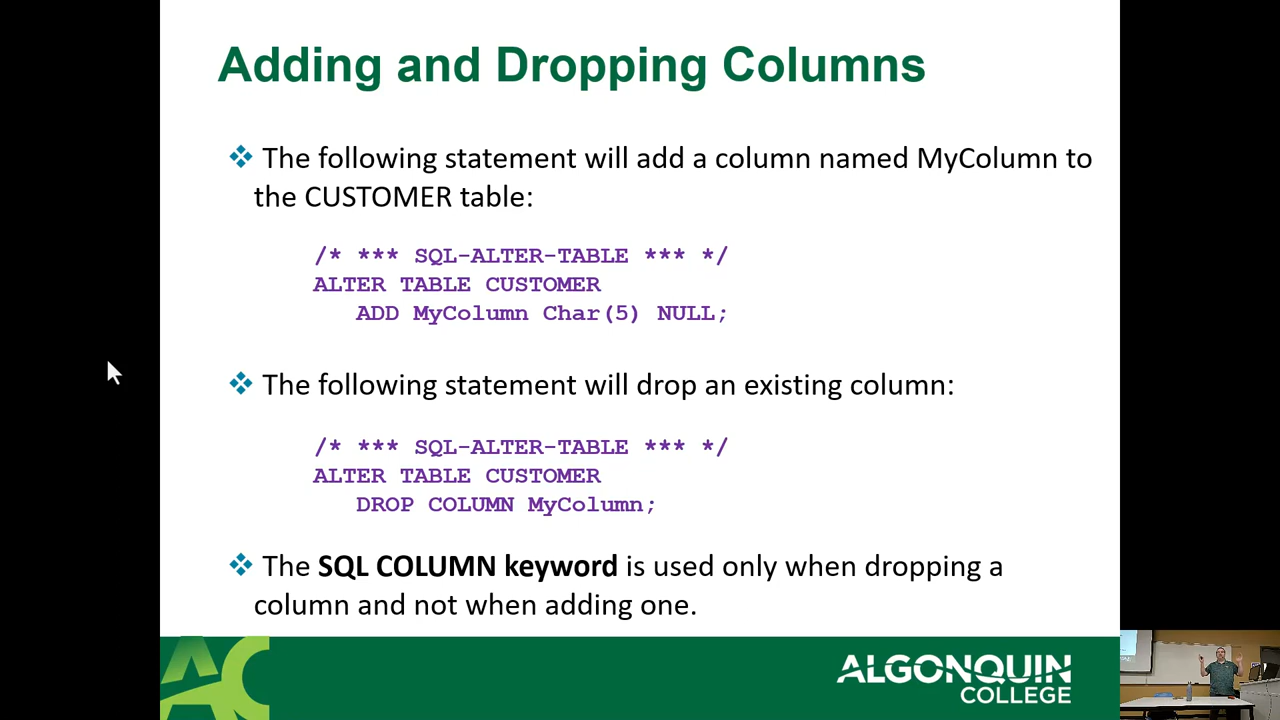 Adding and Dropping Columns
The following statement will add a column named MyColumn to
the CUSTOMER table:
/* *** SQL-ALTER-TABLE *** */
ALTER TABLE CUSTOMER
ADD MyColumn Char(5) NULL;
The following statement will drop an existing column:
/* *** SQL-ALTER-TABLE *** */
ALTER TABLE CUSTOMER
DROP COLUMN MyColumn;
The SQL COLUMN keyword is used only when dropping a
column and not when adding one.
AC
ALGONQUIN
COLLEGE